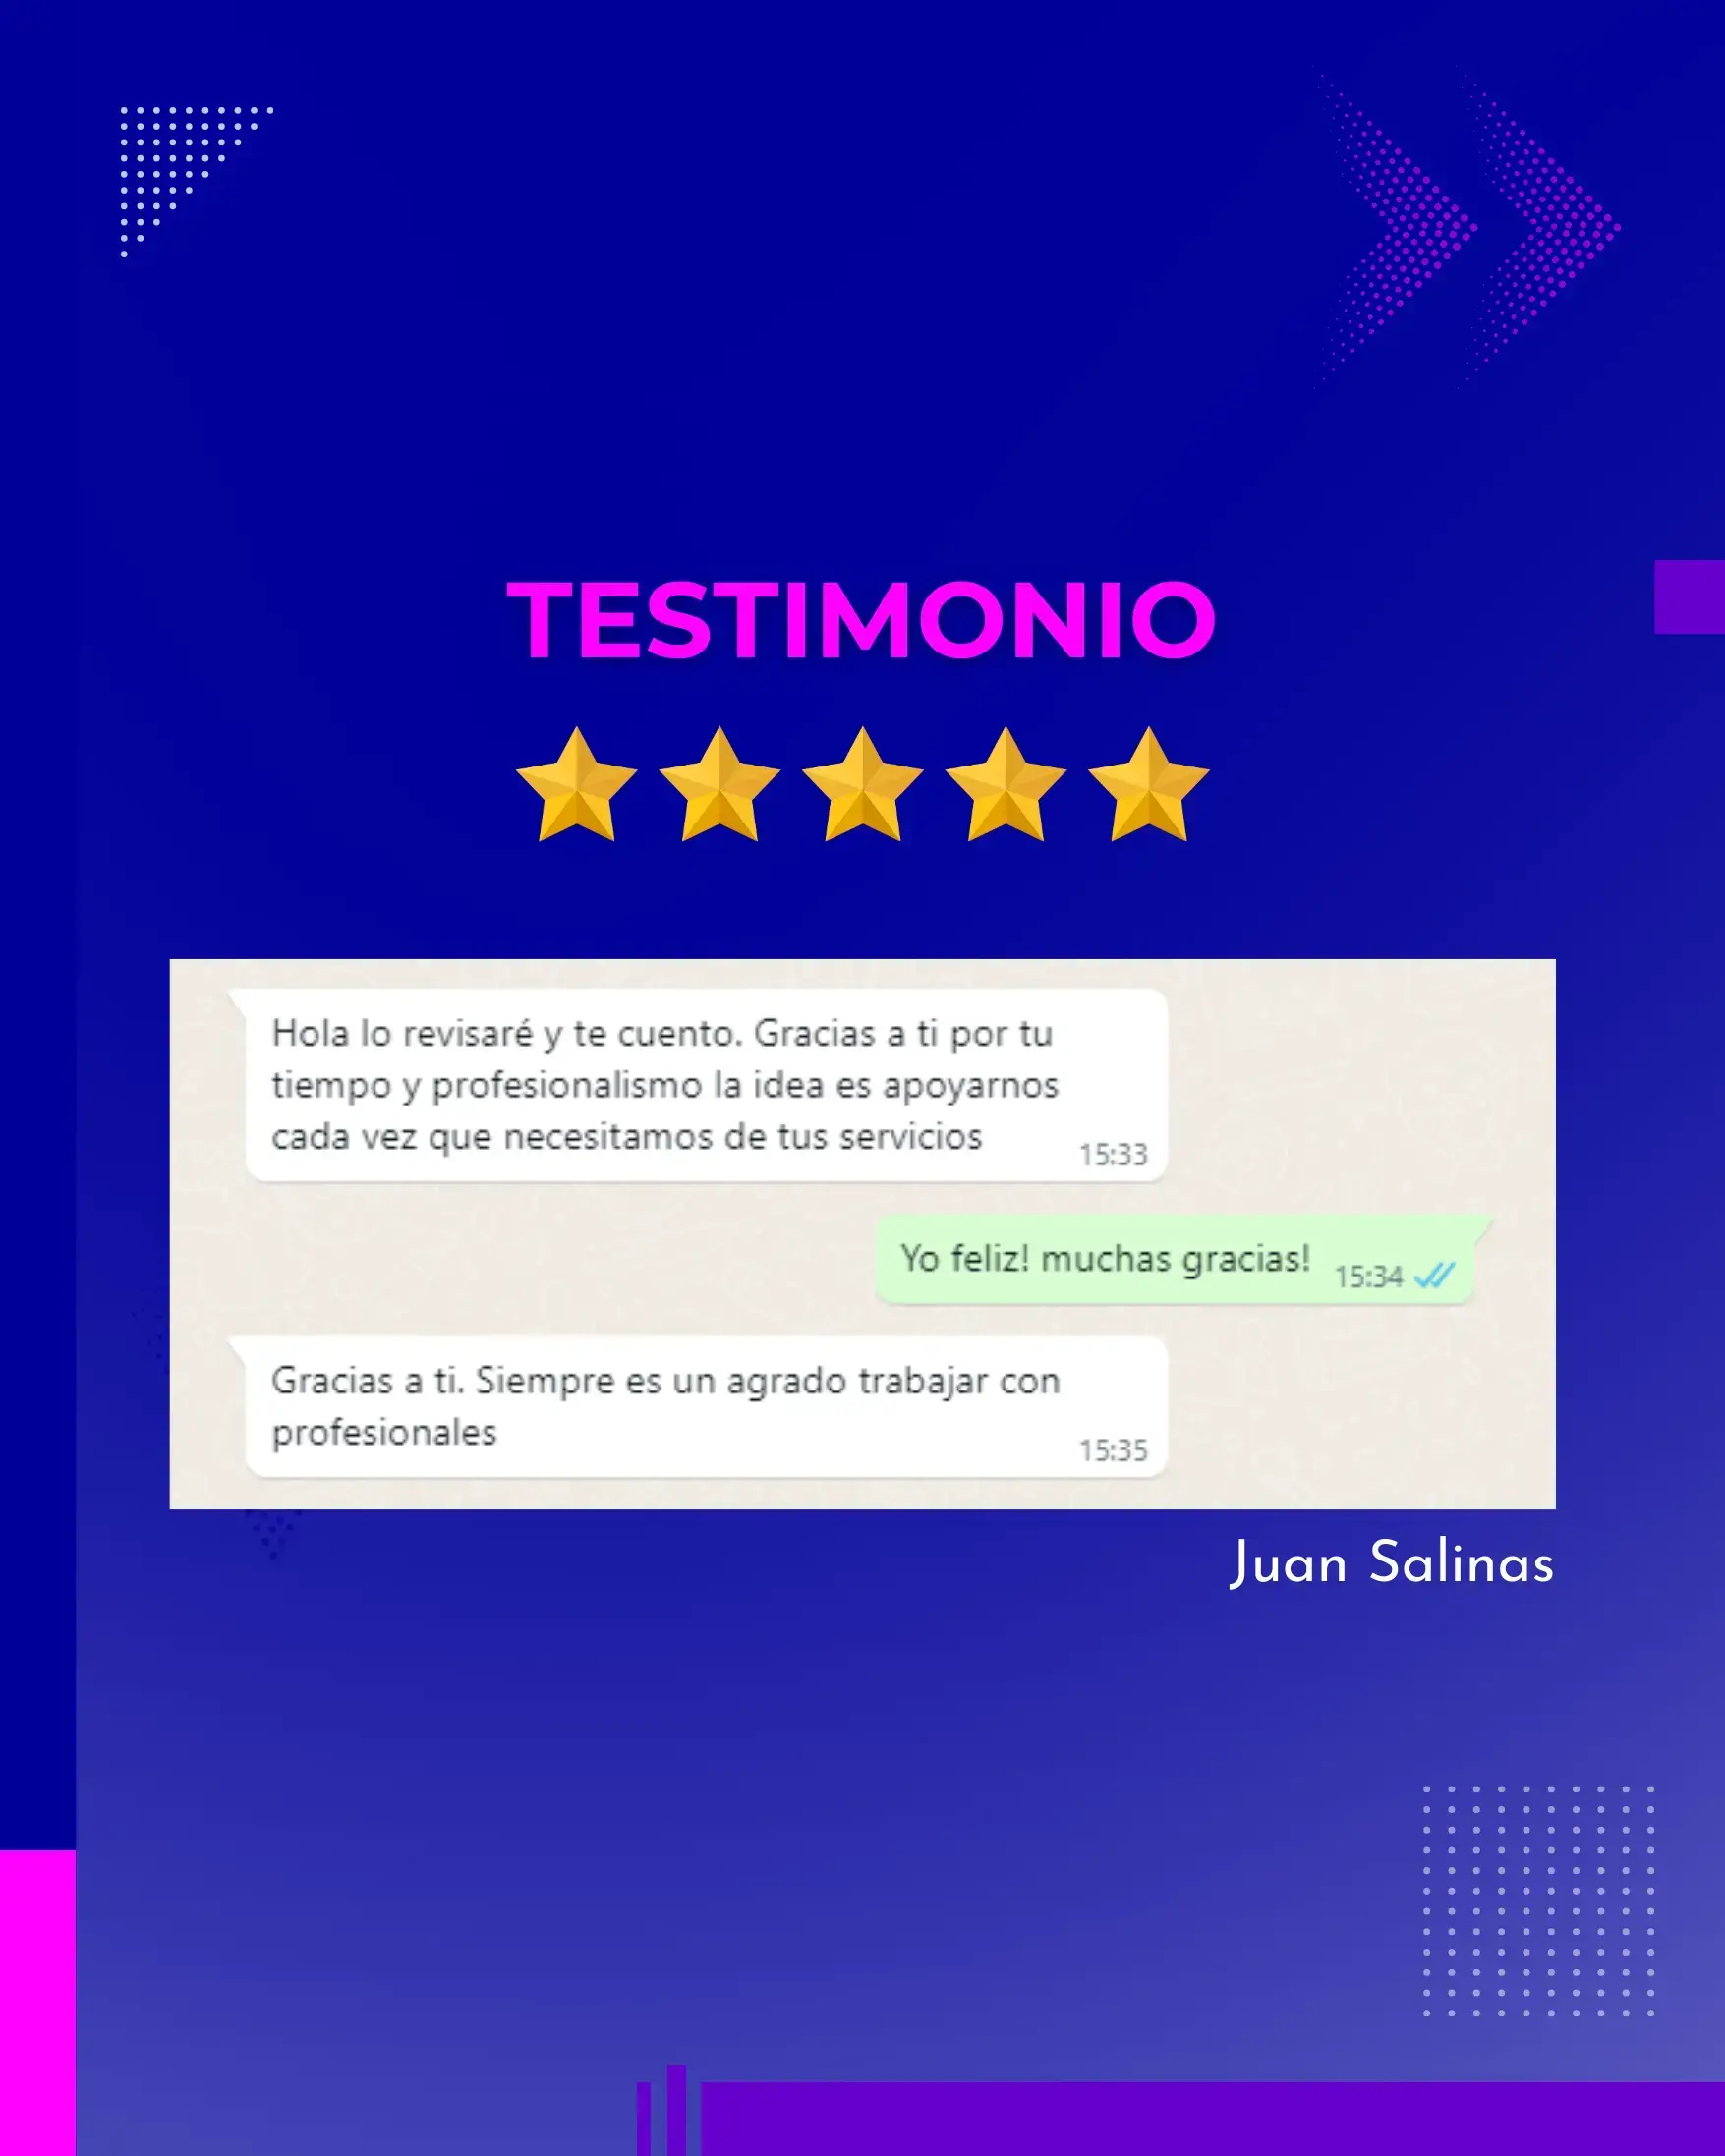 TESTIMONIO
Hola lo revisaré y te cuento. Gracias a ti por tu
tiempo y profesionalismo la idea es apoyarnos
cada vez que necesitamos de tus servicios
15:33
Yo feliz! muchas gracias!
15:34
Gracias a ti. Siempre es un agrado trabajar con
profesionales
15:35
Juan Salinas